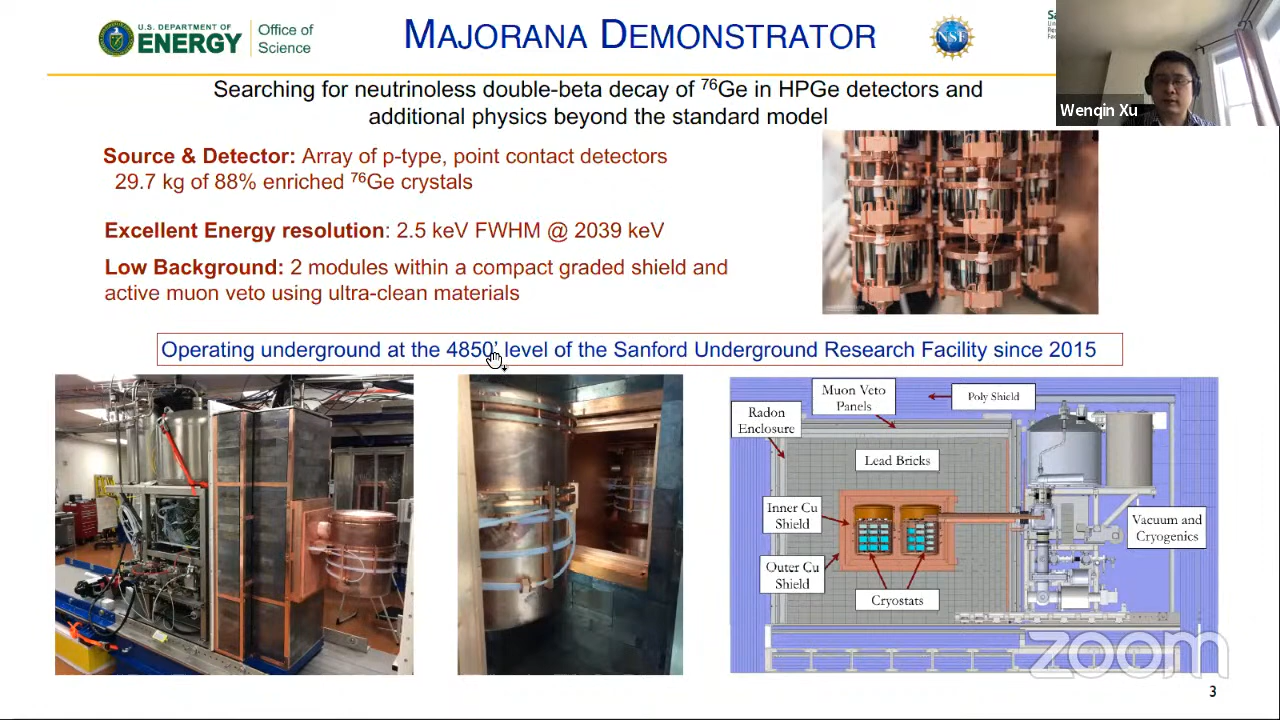 U.S. DEPARTMENT OF
ENERGY
Office of
Science
MAJORANA DEMONSTRATOR
NSF
Wenqin Xu
Searching for neutrinoless double-beta decay of ⁷⁶Ge in HPGe detectors and
additional physics beyond the standard model
Source & Detector: Array of p-type, point contact detectors
29.7 kg of 88% enriched ⁷⁶Ge crystals
Excellent Energy resolution: 2.5 keV FWHM @ 2039 keV
Low Background: 2 modules within a compact graded shield and
active muon veto using ultra-clean materials
Operating underground at the 4850’ level of the Sanford Underground Research Facility since 2015
Muon Veto
Panels
Poly Shield
Radon
Enclosure
Lead Bricks
Inner Cu
Shield
Vacuum and
Cryogenics
Outer Cu
Shield
Cryostats
zoom
3